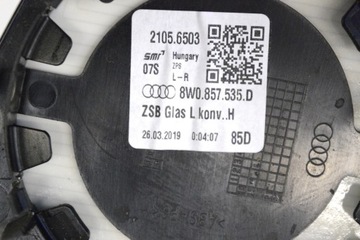 2105.6503
SMR Hungary
07S ZP8
L-R
8W0.857.535.D
ZSB Glas L konv..H
26.03.2019 0:04:07 85D